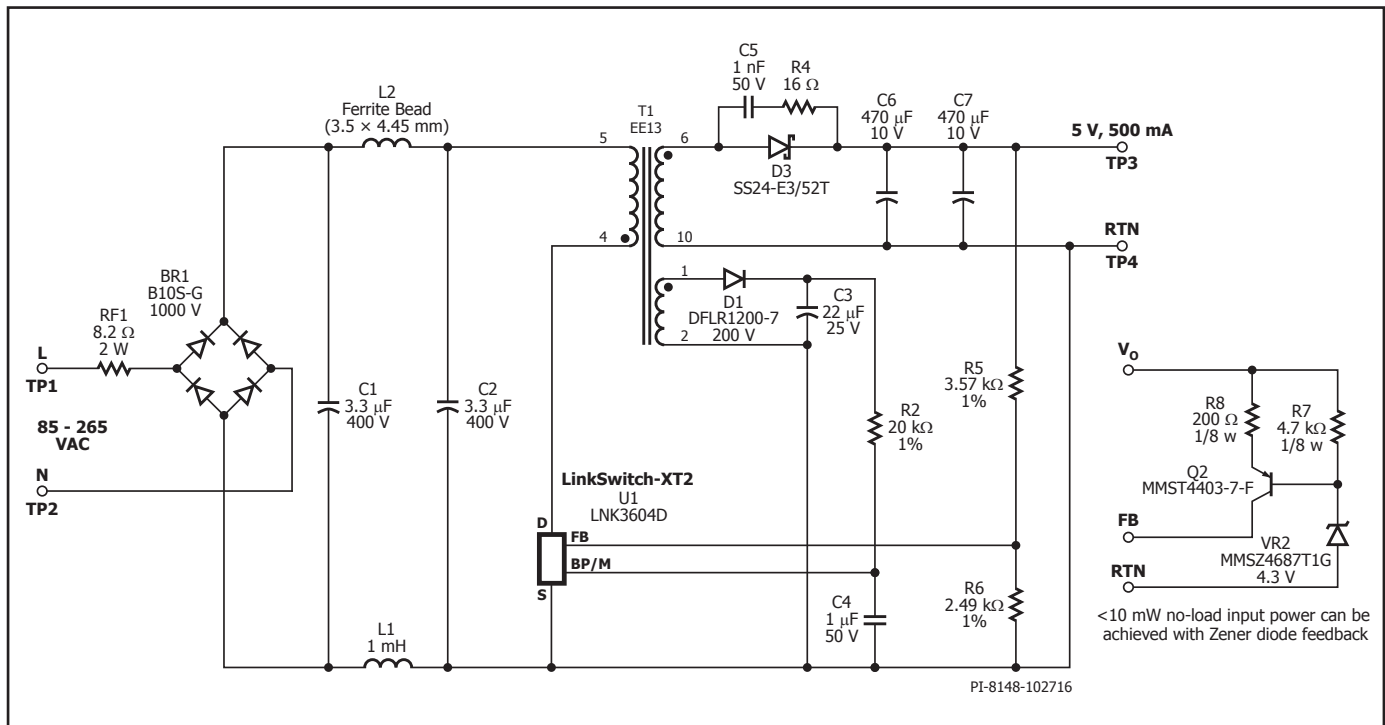 L2
Ferrite Bead
(3.5 × 4.45 mm)
C5
1 nF
50 V
R4
16 Ω
T1
EE13
5
4
6
10
1
2
D3
SS24-E3/52T
C6
470 µF
10 V
C7
470 µF
10 V
5 V, 500 mA
TP3
RTN
TP4
BR1
B10S-G
1000 V
RF1
8.2 Ω
2 W
L
TP1
85 - 265
VAC
N
TP2
C1
3.3 µF
400 V
C2
3.3 µF
400 V
D1
DFLR1200-7
200 V
C3
22 µF
25 V
R2
20 kΩ
1%
R5
3.57 kΩ
1%
LinkSwitch-XT2
U1
LNK3604D
D
FB
BP/M
S
C4
1 µF
50 V
R6
2.49 kΩ
1%
L1
1 mH
VO
R8
200 Ω
1/8 w
R7
4.7 kΩ
1/8 w
Q2
MMST4403-7-F
FB
VR2
MMSZ4687T1G
4.3 V
RTN
<10 mW no-load input power can be
achieved with Zener diode feedback
PI-8148-102716